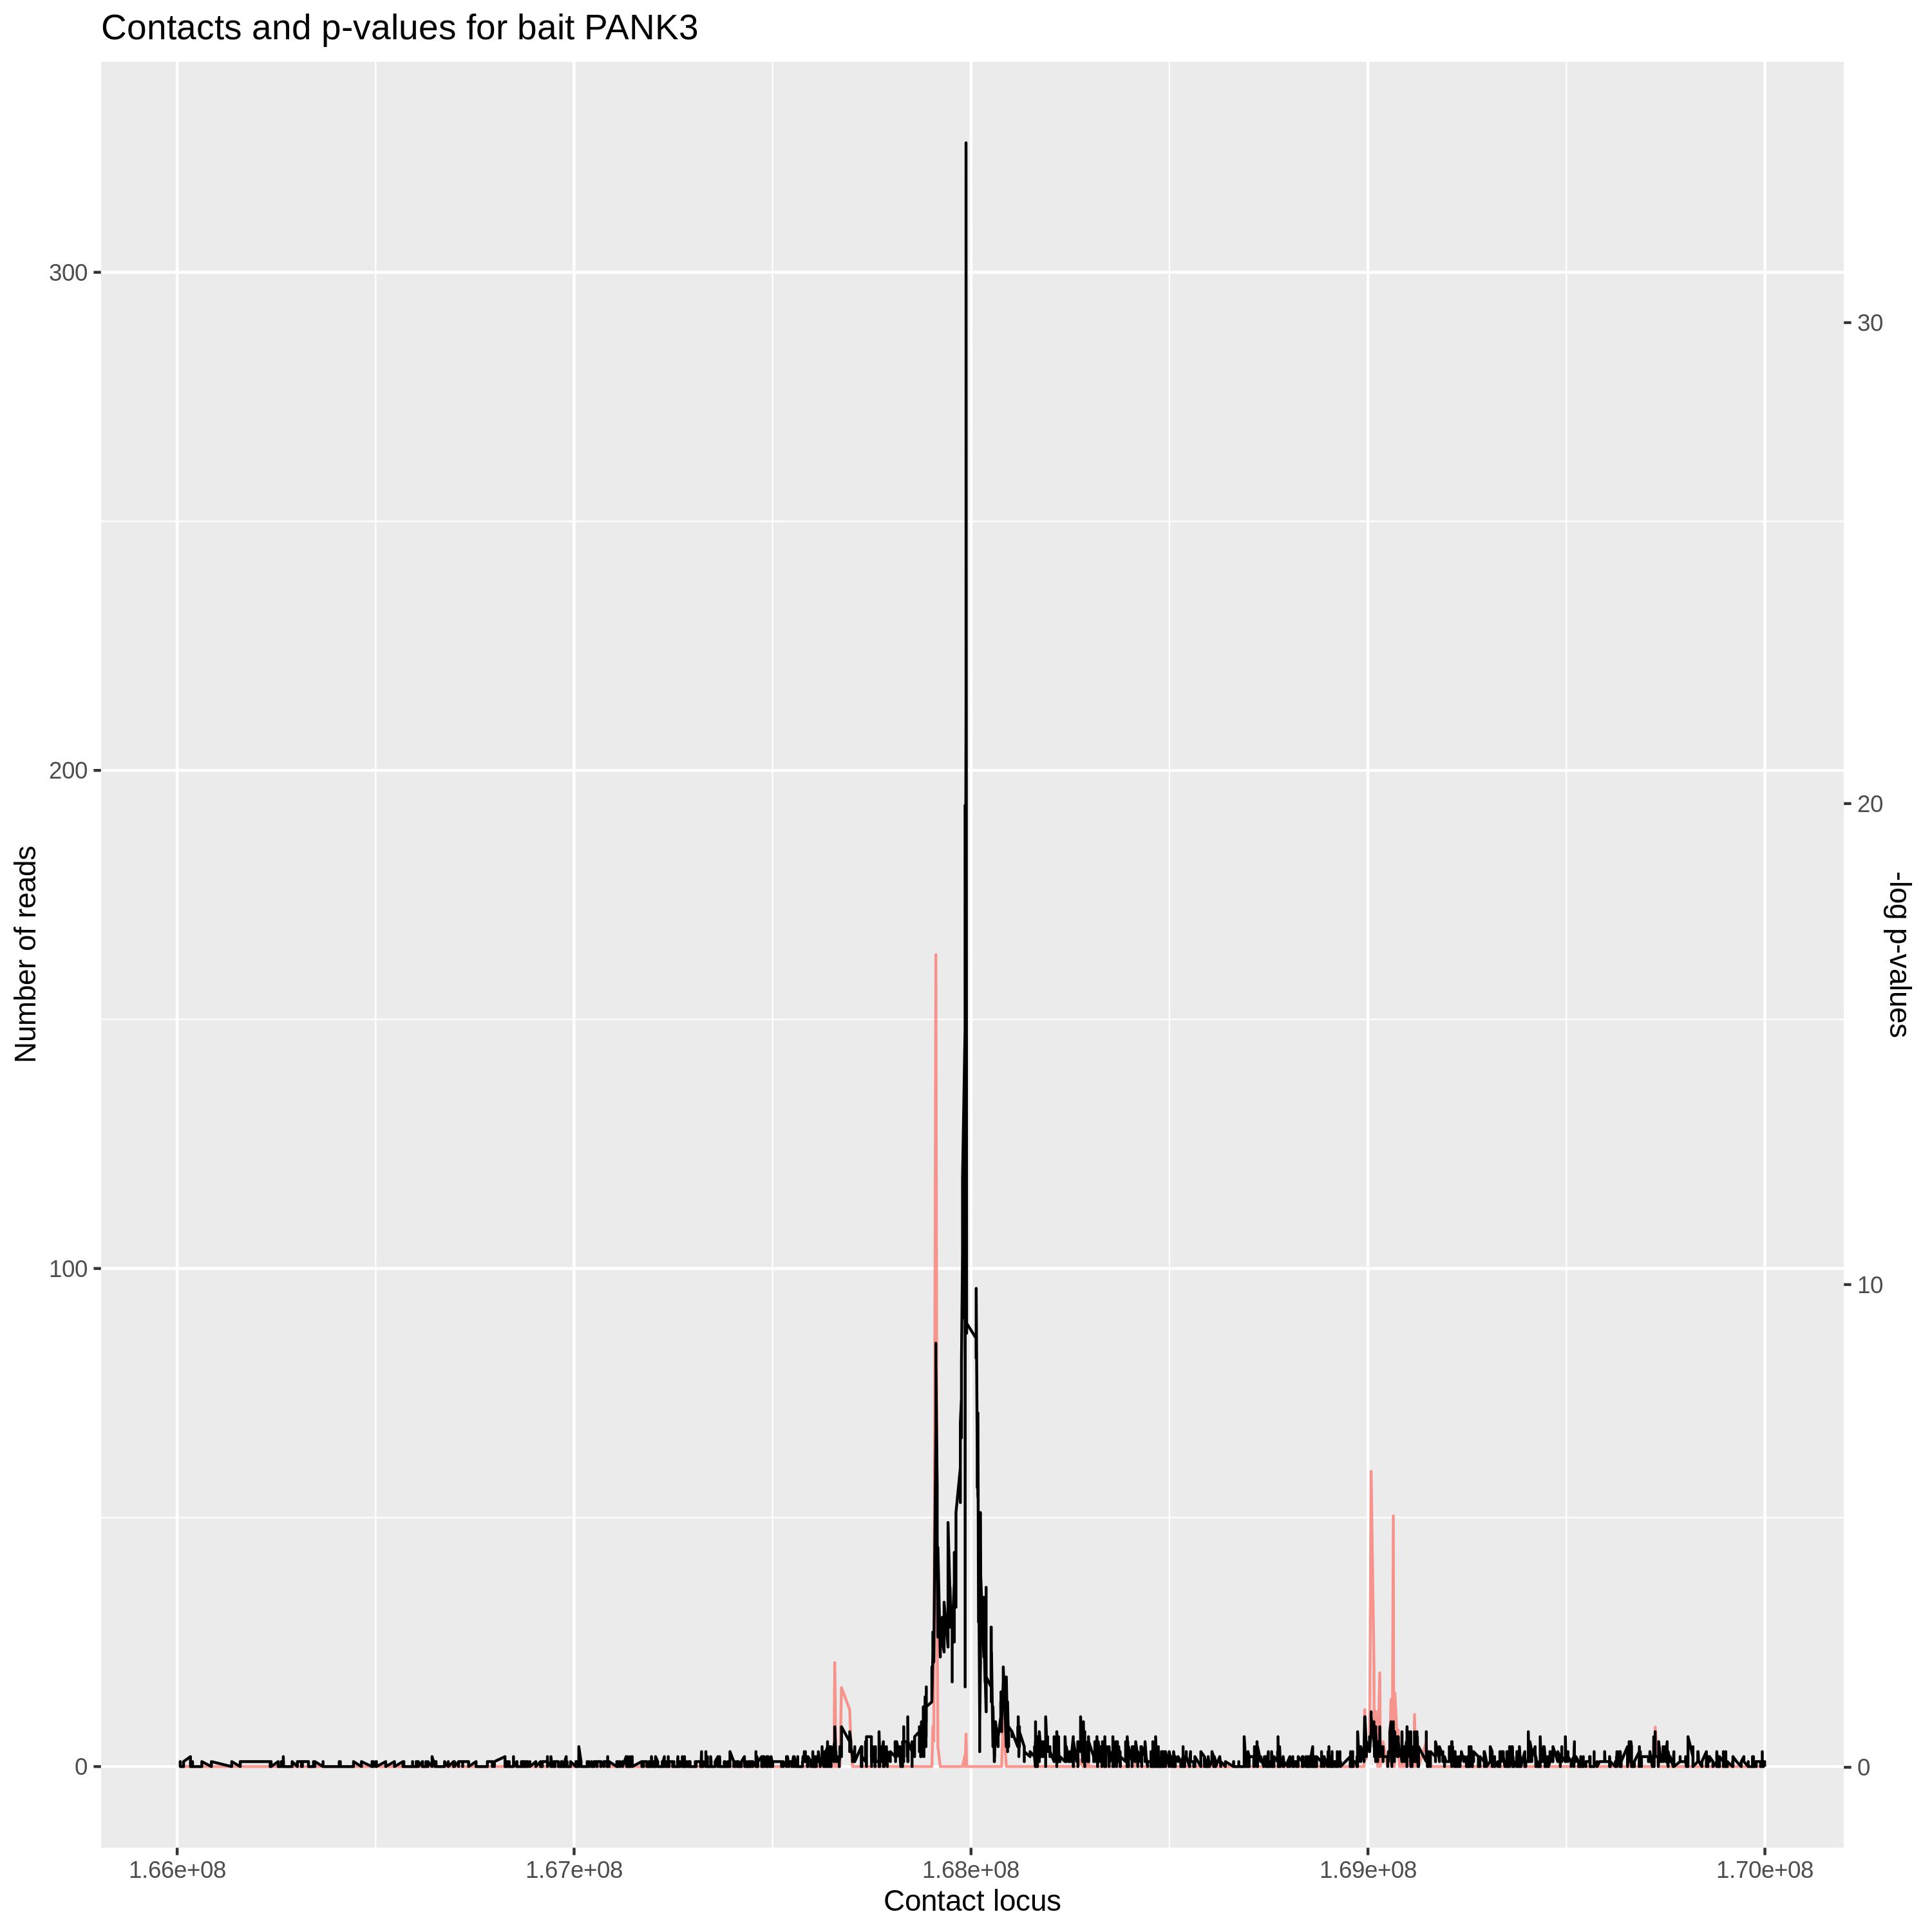 Contacts and p-values for bait PANK3
300
200
100
0
Number of reads
30
20
10
0
-log p-values
1.66e+08 1.67e+08 1.68e+08 1.69e+08 1.70e+08
Contact locus